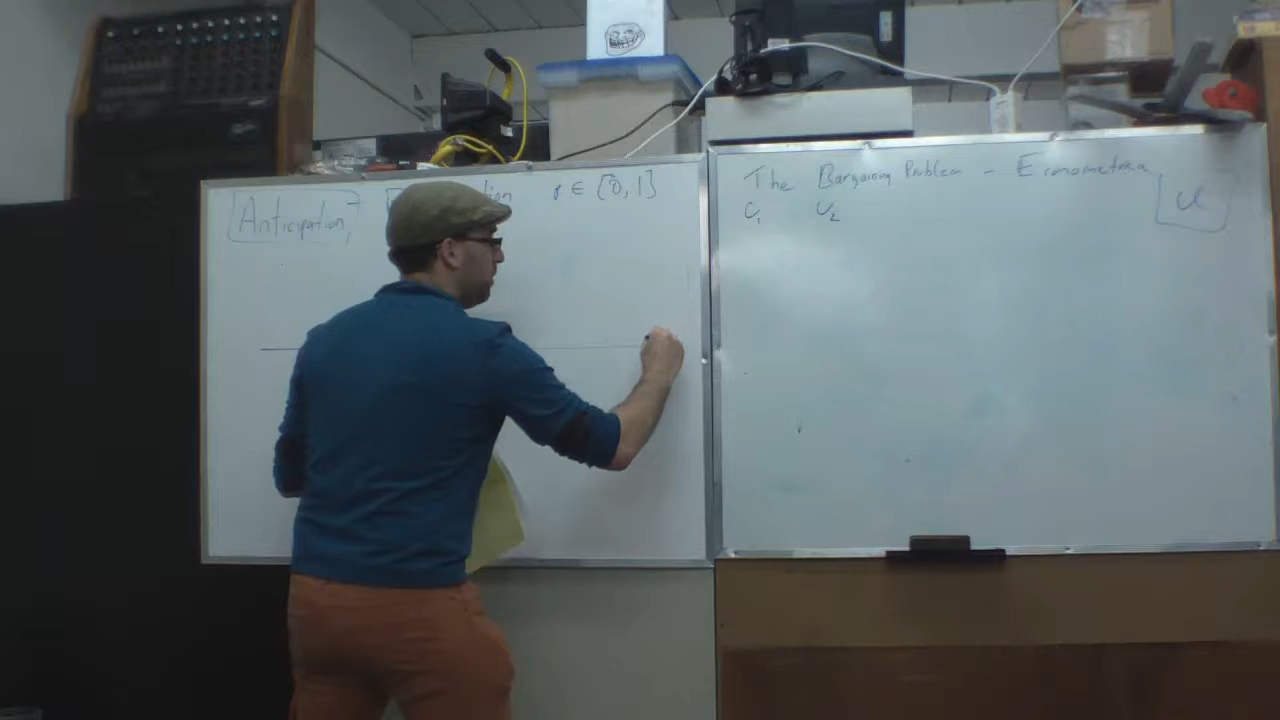 Anticipation, γ ∈ [0,1]
The Bargaining Problem - Econometrica
U₁ U₂ u